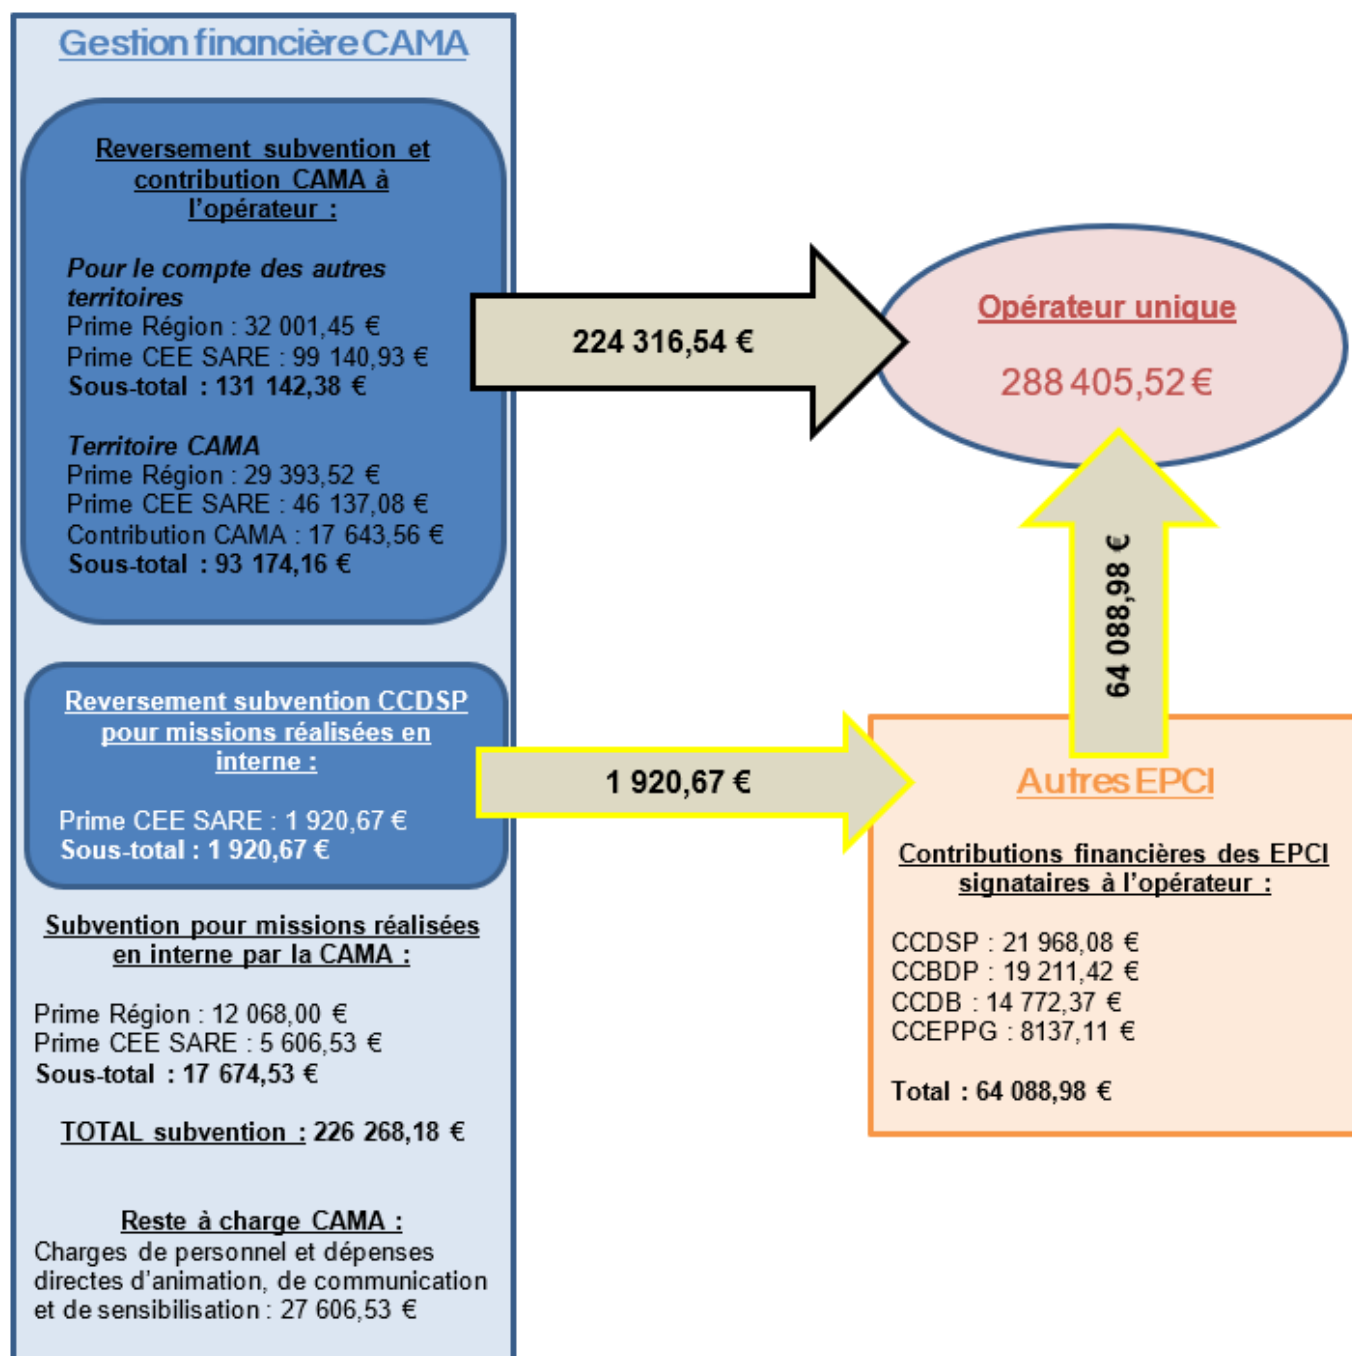 Gestion financière CAMA
Reversement subvention et
contribution CAMA à
l'opérateur :
Pour le compte des autres
territoires
Prime Région : 32 001,45 €
Prime CEE SARE : 99 140,93 €
Sous-total : 131 142,38 €
Territoire CAMA
Prime Région : 29 393,52 €
Prime CEE SARE : 46 137,08 €
Contribution CAMA : 17 643,56 €
Sous-total : 93 174,16 €
224 316,54 €
Opérateur unique
288 405,52 €
64 088,98 €
Reversement subvention CCDSP
pour missions réalisées en
interne :
Prime CEE SARE : 1 920,67 €
Sous-total : 1 920,67 €
1 920,67 €
Autres EPCI
Contributions financières des EPCI
signataires à l'opérateur :
CCDSP : 21 968,08 €
CCBDP : 19 211,42 €
CCDB : 14 772,37 €
CCEPPG : 8137,11 €
Total : 64 088,98 €
Subvention pour missions réalisées
en interne par la CAMA :
Prime Région : 12 068,00 €
Prime CEE SARE : 5 606,53 €
Sous-total : 17 674,53 €
TOTAL subvention : 226 268,18 €
Reste à charge CAMA :
Charges de personnel et dépenses
directes d'animation, de communication
et de sensibilisation : 27 606,53 €